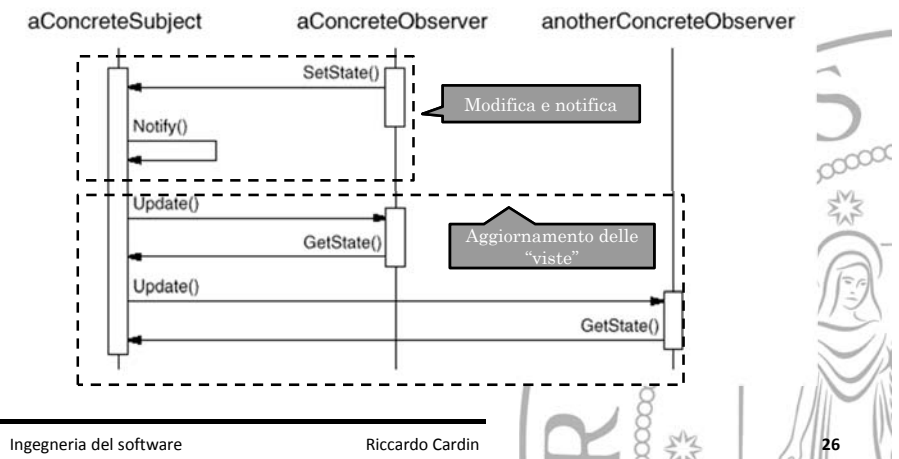 aConcreteSubject aConcreteObserver anotherConcreteObserver
SetState()
Modifica e notifica
Notify()
Update()
Aggiornamento delle
“viste”
GetState()
Update()
GetState()
Ingegneria del software Riccardo Cardin 26